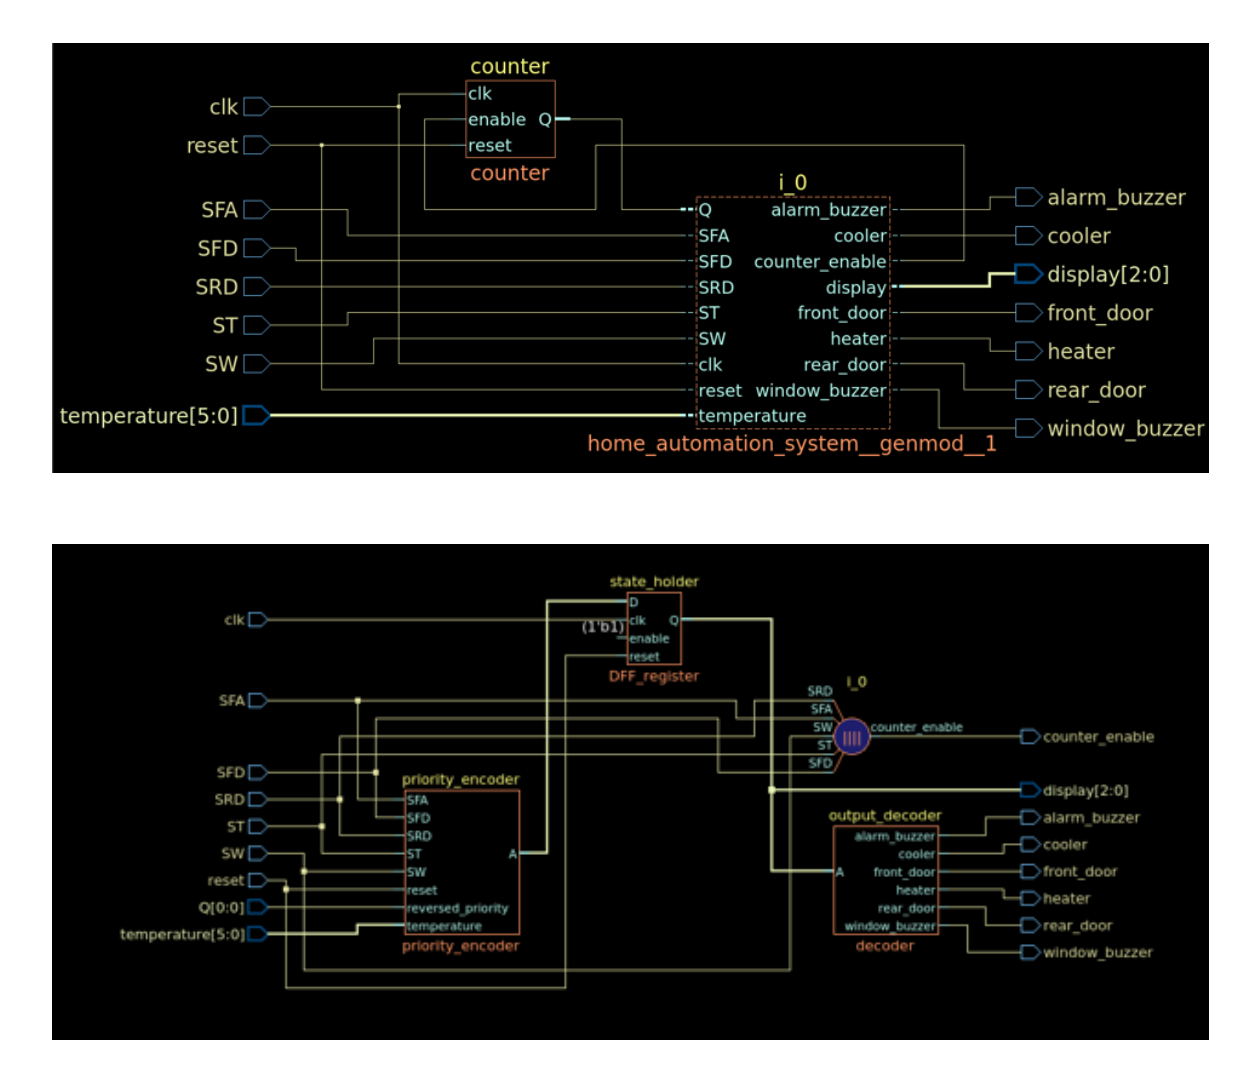 counter
clk
clk
enable Q
reset
reset
counter
i_0
SFA
Q alarm_buzzer
alarm_buzzer
SFD
SFA cooler
cooler
SFD counter_enable
SRD
SRD display
display[2:0]
ST
ST front_door
front_door
SW
SW heater
heater
clk rear_door
rear_door
reset window_buzzer
temperature[5:0]
temperature
window_buzzer
home_automation_system__genmod__1
state_holder
D
clk
clk Q
(1'b1)
enable
reset
DFF_register
i_0
SRD
SFA
SFA
SW
counter_enable
ST
SFD
counter_enable
SFD
priority_encoder
SRD
SFA
display[2:0]
SFD
output_decoder
ST
SRD
alarm_buzzer
alarm_buzzer
SW
ST A
cooler
cooler
SW
A front_door
front_door
reset
reset
heater
heater
Q[0:0]
reversed_priority
rear_door
rear_door
temperature[5:0]
temperature
window_buzzer
window_buzzer
priority_encoder
decoder